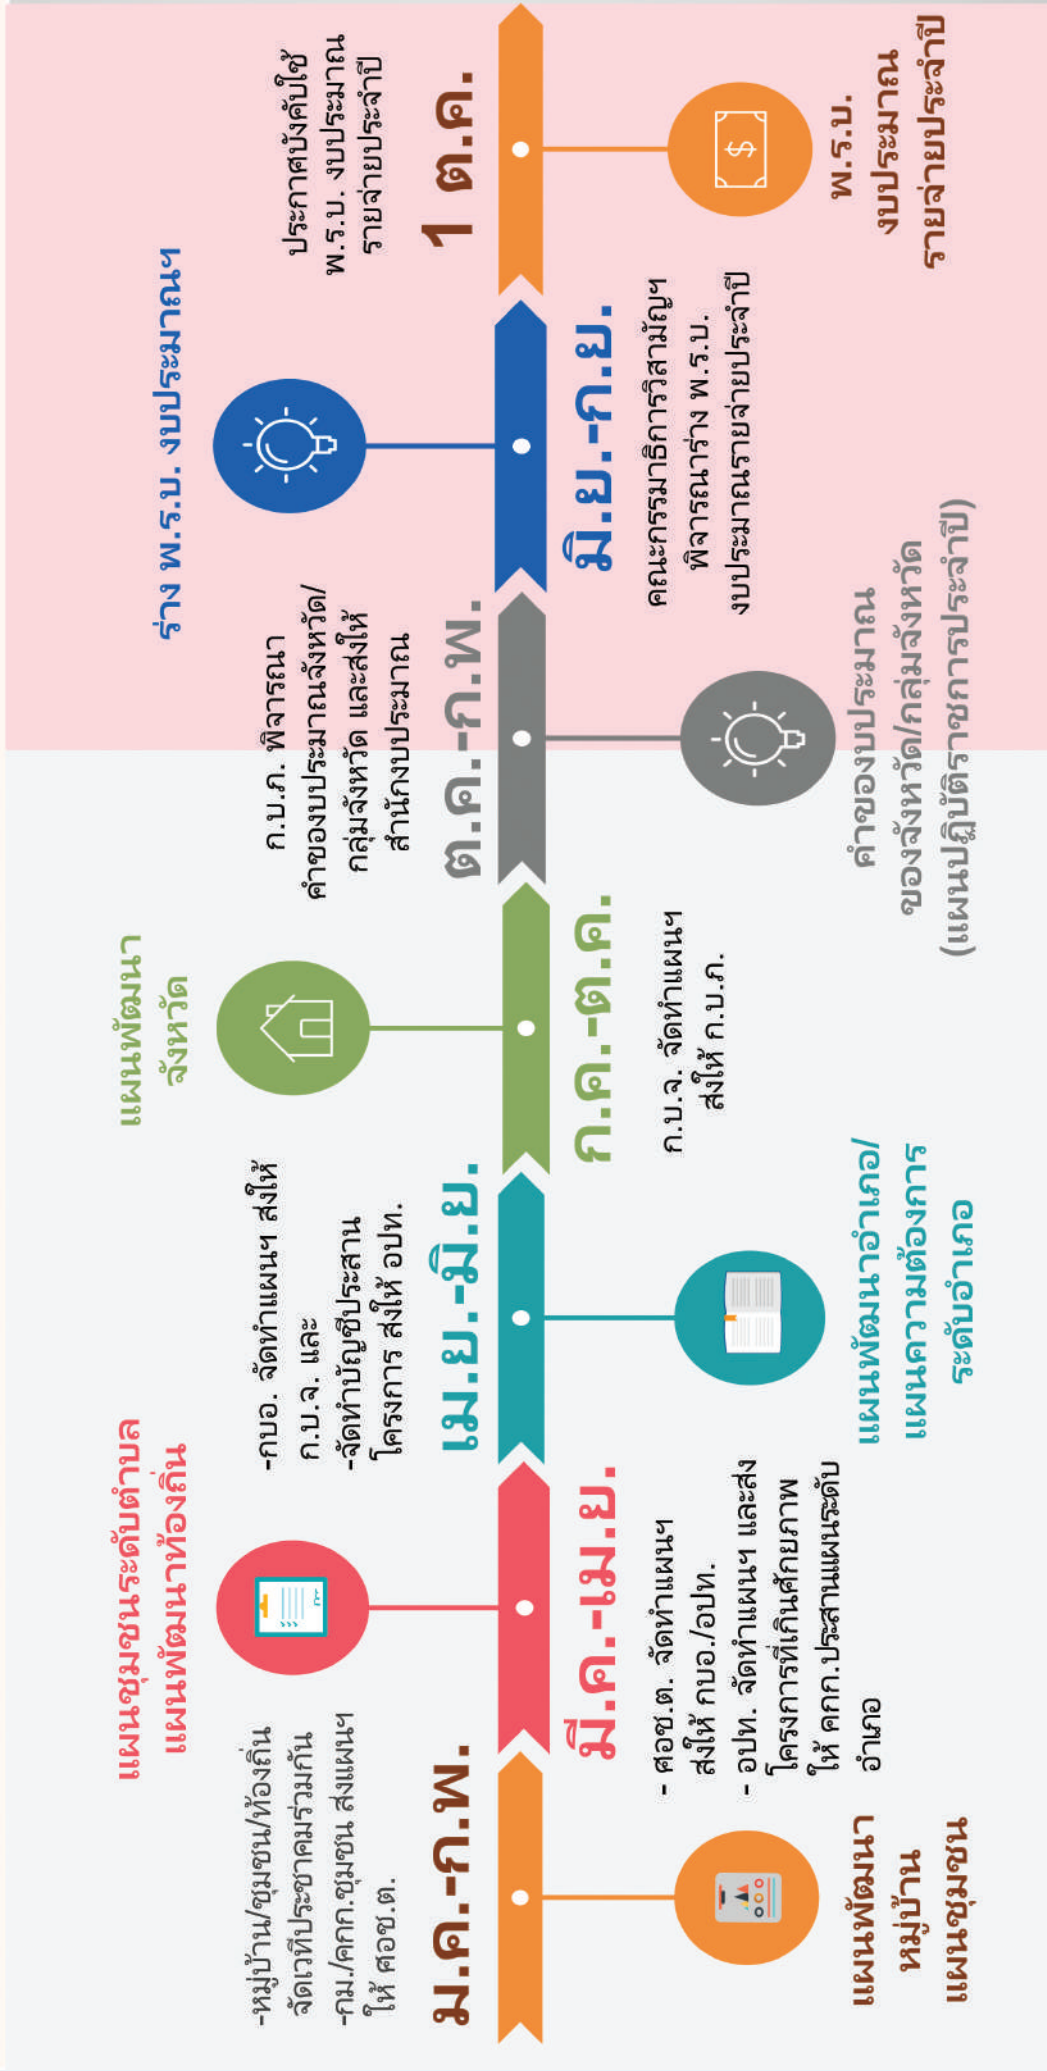 แผนพัฒนา
หมู่บ้าน
แผนชุมชน
ม.ค.-ก.พ.
-หมู่บ้าน/ชุมชน/ท้องถิ่น
จัดเวทีประชาคมร่วมกัน
-กม./คกก.ชุมชน ส่งแผนฯ
ให้ ศอช.ต.
แผนชุมชนระดับตำบล
แผนพัฒนาท้องถิ่น
มี.ค.-เม.ย.
- ศอช.ต. จัดทำแผนฯ
ส่งให้ กบอ./อปท.
- อปท. จัดทำแผนฯ และส่ง
โครงการที่เกินศักยภาพ
ให้ คกก.ประสานแผนระดับ
อำเภอ
-กบอ. จัดทำแผนฯ ส่งให้
ก.บ.จ. และ
-จัดทำบัญชีประสาน
โครงการ ส่งให้ อปท.
เม.ย.-มิ.ย.
แผนพัฒนาอำเภอ/
แผนความต้องการ
ระดับอำเภอ
แผนพัฒนา
จังหวัด
ก.ค.-ต.ค.
ก.บ.จ. จัดทำแผนฯ
ส่งให้ ก.บ.ภ.
ก.บ.ภ. พิจารณา
คำของบประมาณจังหวัด/
กลุ่มจังหวัด และส่งให้
สำนักงบประมาณ
ต.ค.-ก.พ.
คำของบประมาณ
ของจังหวัด/กลุ่มจังหวัด
(แผนปฏิบัติราชการประจำปี)
ร่าง พ.ร.บ. งบประมาณฯ
มิ.ย.-ก.ย.
คณะกรรมาธิการวิสามัญฯ
พิจารณาร่าง พ.ร.บ.
งบประมาณรายจ่ายประจำปี
ประกาศบังคับใช้
พ.ร.บ. งบประมาณ
รายจ่ายประจำปี
1 ต.ค.
พ.ร.บ.
งบประมาณ
รายจ่ายประจำปี